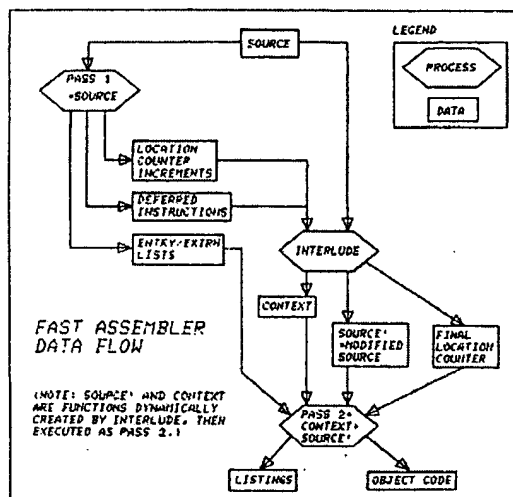 SOURCE
LEGEND
PROCESS
DATA
PASS 1
=SOURCE
LOCATION
COUNTER
INCREMENTS
DEFERRED
INSTRUCTIONS
ENTRY/EXTRN
LISTS
INTERLUDE
CONTEXT
SOURCE'
=MODIFIED
SOURCE
FINAL
LOCATION
COUNTER
FAST ASSEMBLER
DATA FLOW
(NOTE: SOURCE' AND CONTEXT
ARE FUNCTIONS DYNAMICALLY
CREATED BY INTERLUDE, THEN
EXECUTED AS PASS 2.)
PASS 2=
CONTEXT+
SOURCE'
LISTINGS
OBJECT CODE